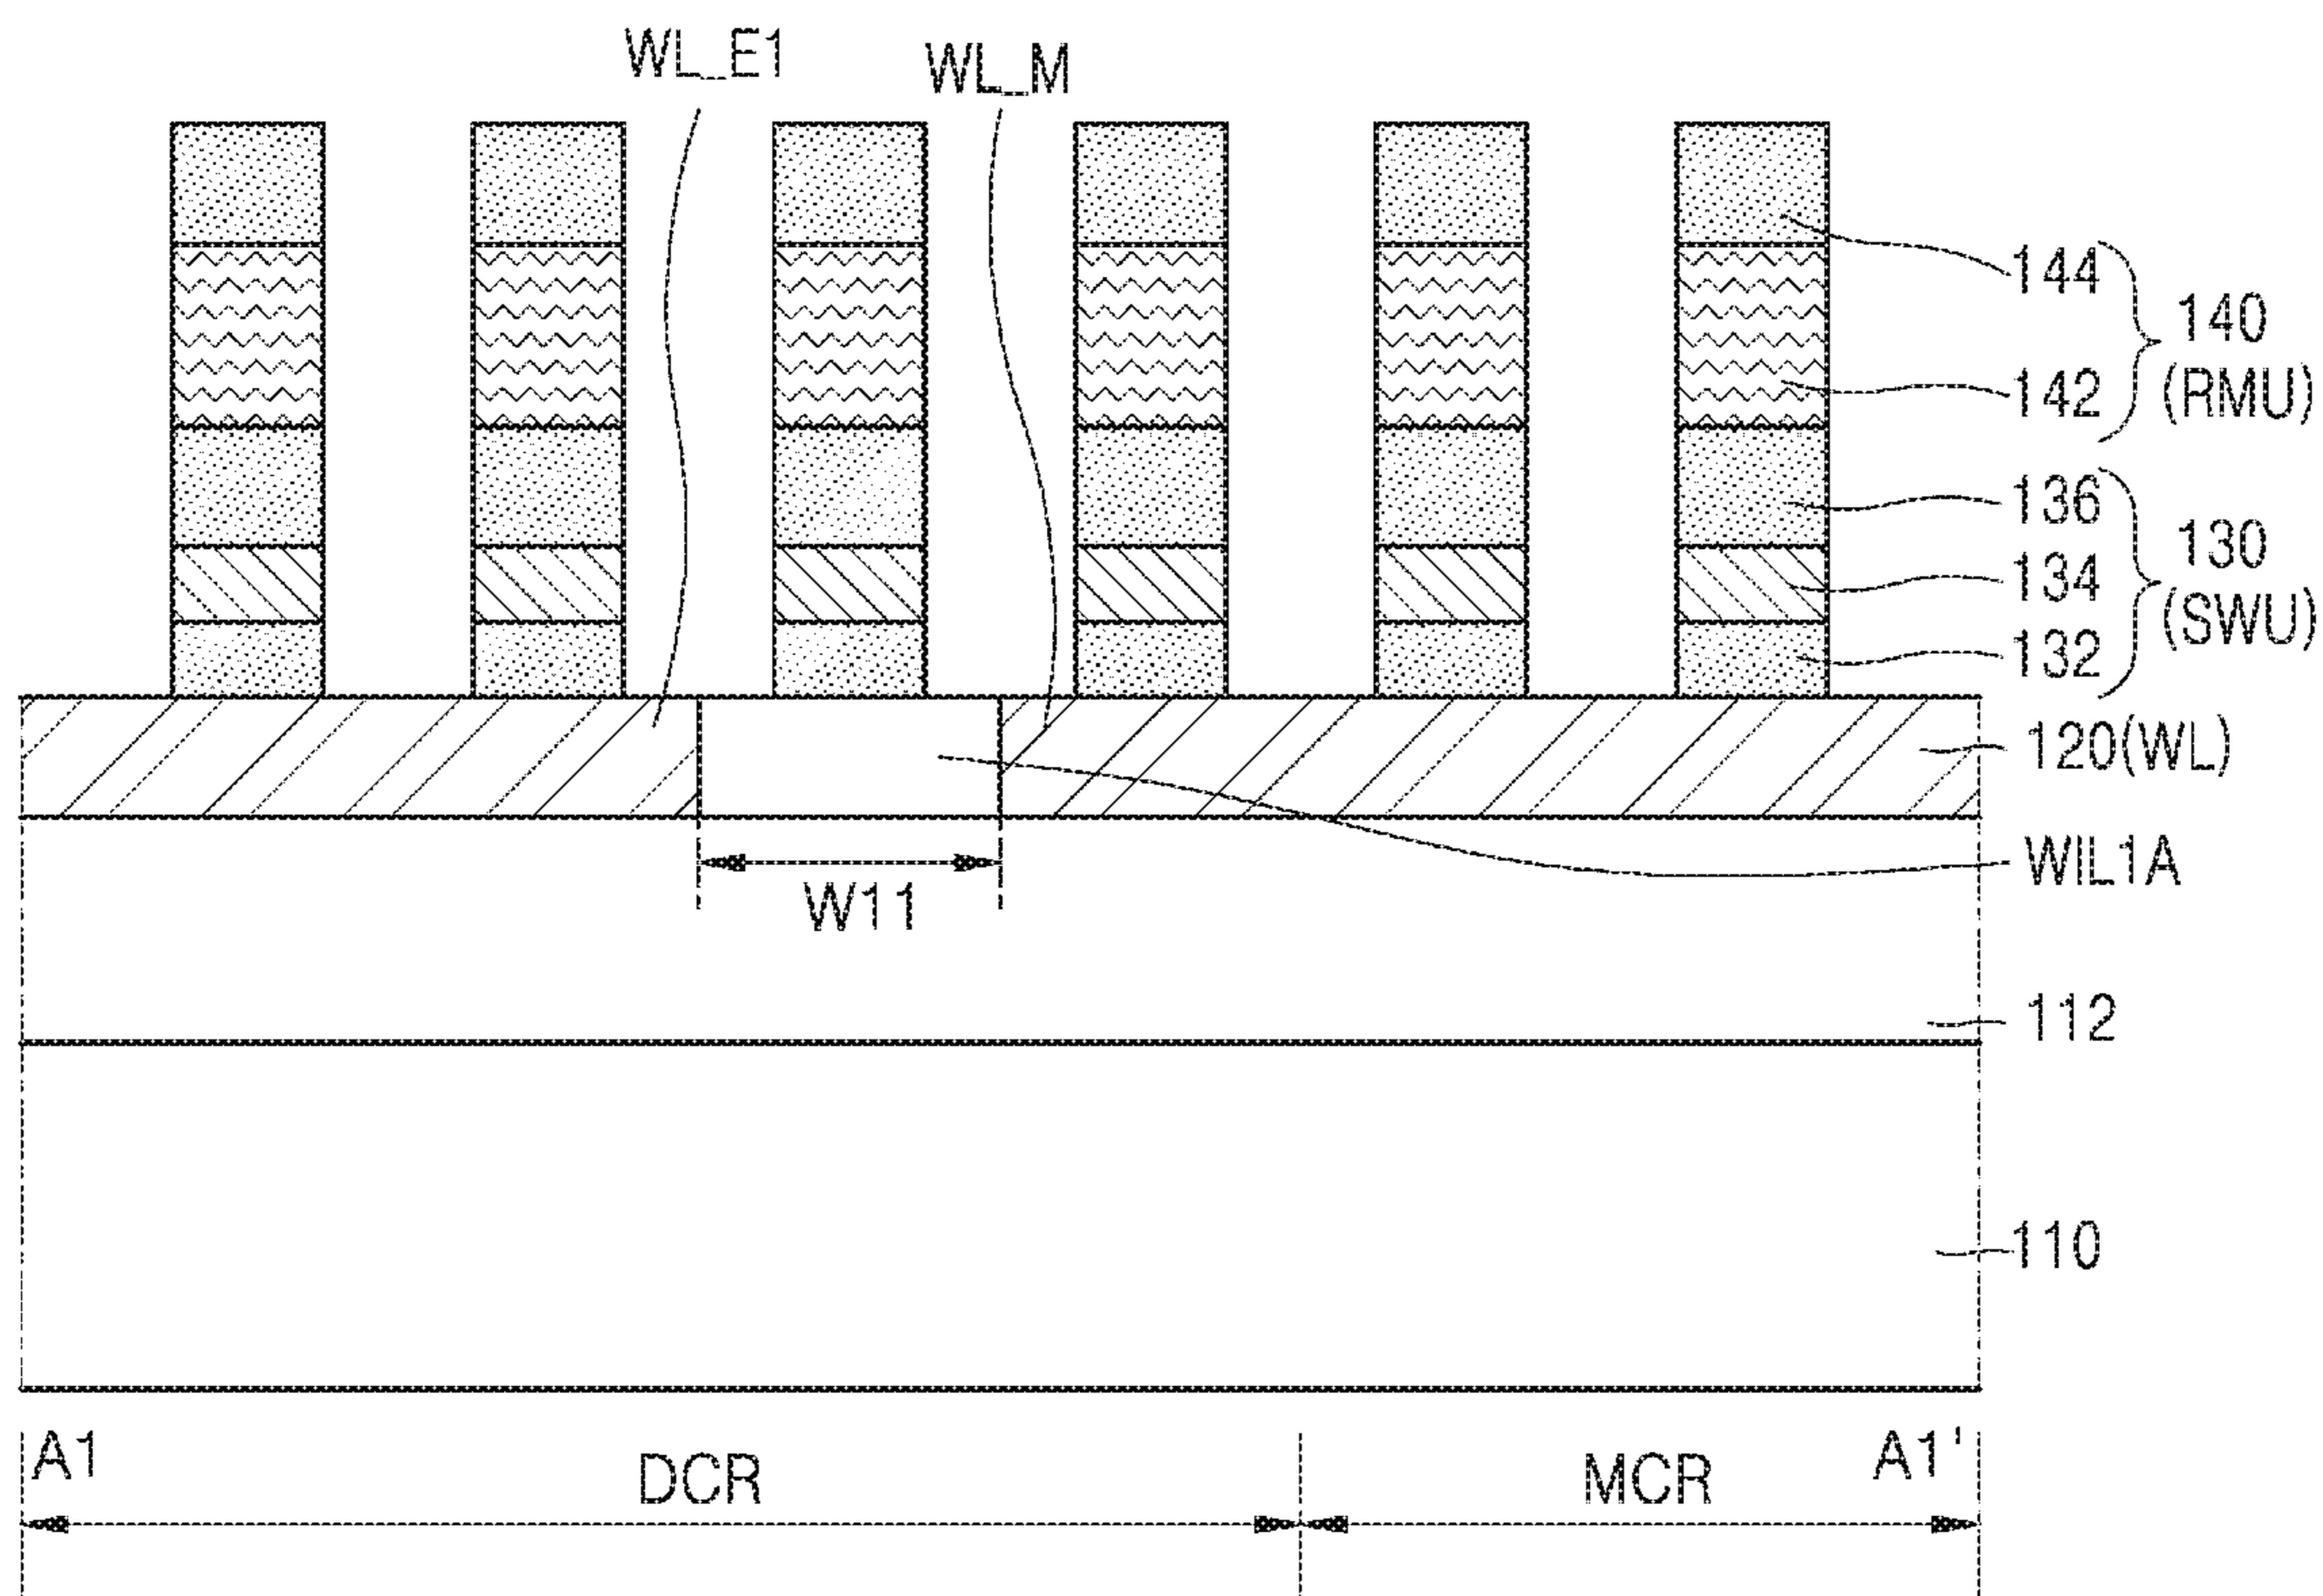 WL_E1
WL_M
144
140
(RMU)
142
136
130
(SWU)
134
132
120(WL)
WIL1A
W11
112
110
A1
DCR
MCR
A1'